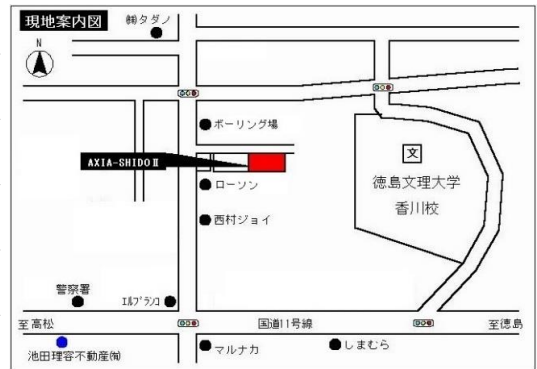 現地案内図
㈱タダノ
N
ボーリング場
AXIA-SHIDOⅡ
文
徳島文理大学
香川校
ローソン
西村ジョイ
警察署
エルブランコ
至高松
国道11号線
至徳島
池田理容不動産㈲
マルナカ
しまむら